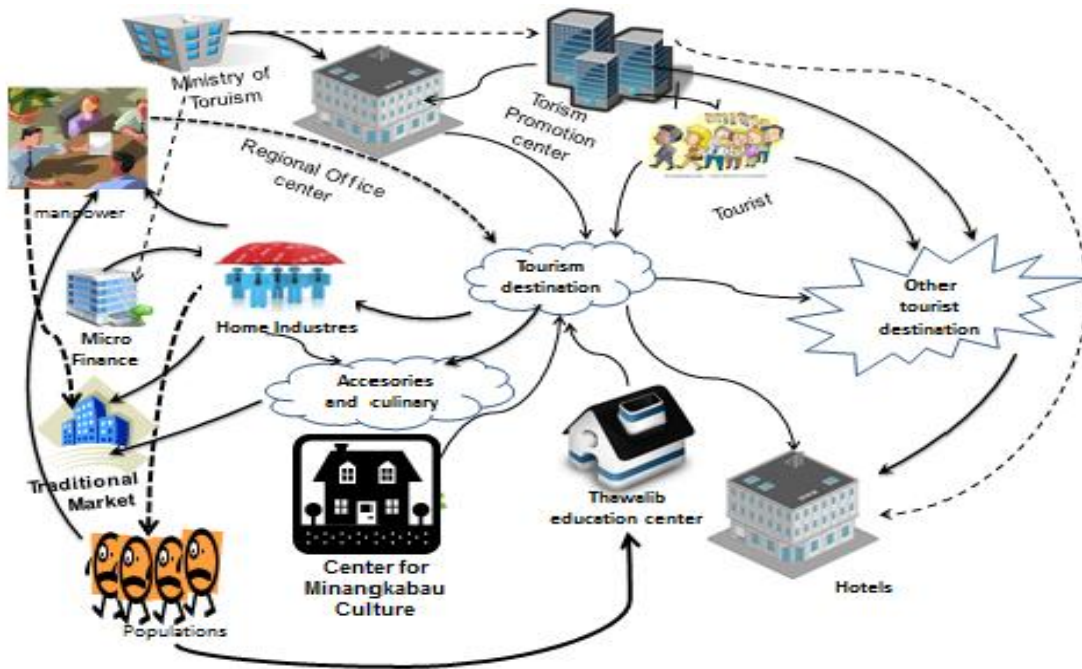 Ministry of
Toruism
Torism
Promotion
center
Regional Office
center
Tourist
manpower
Tourism
destination
Other
tourist
destination
Home Industres
Micro
Finance
Accesories
and culinary
Traditional
Market
Thawalib
education center
Center for
Minangkabau
Culture
Hotels
Populations